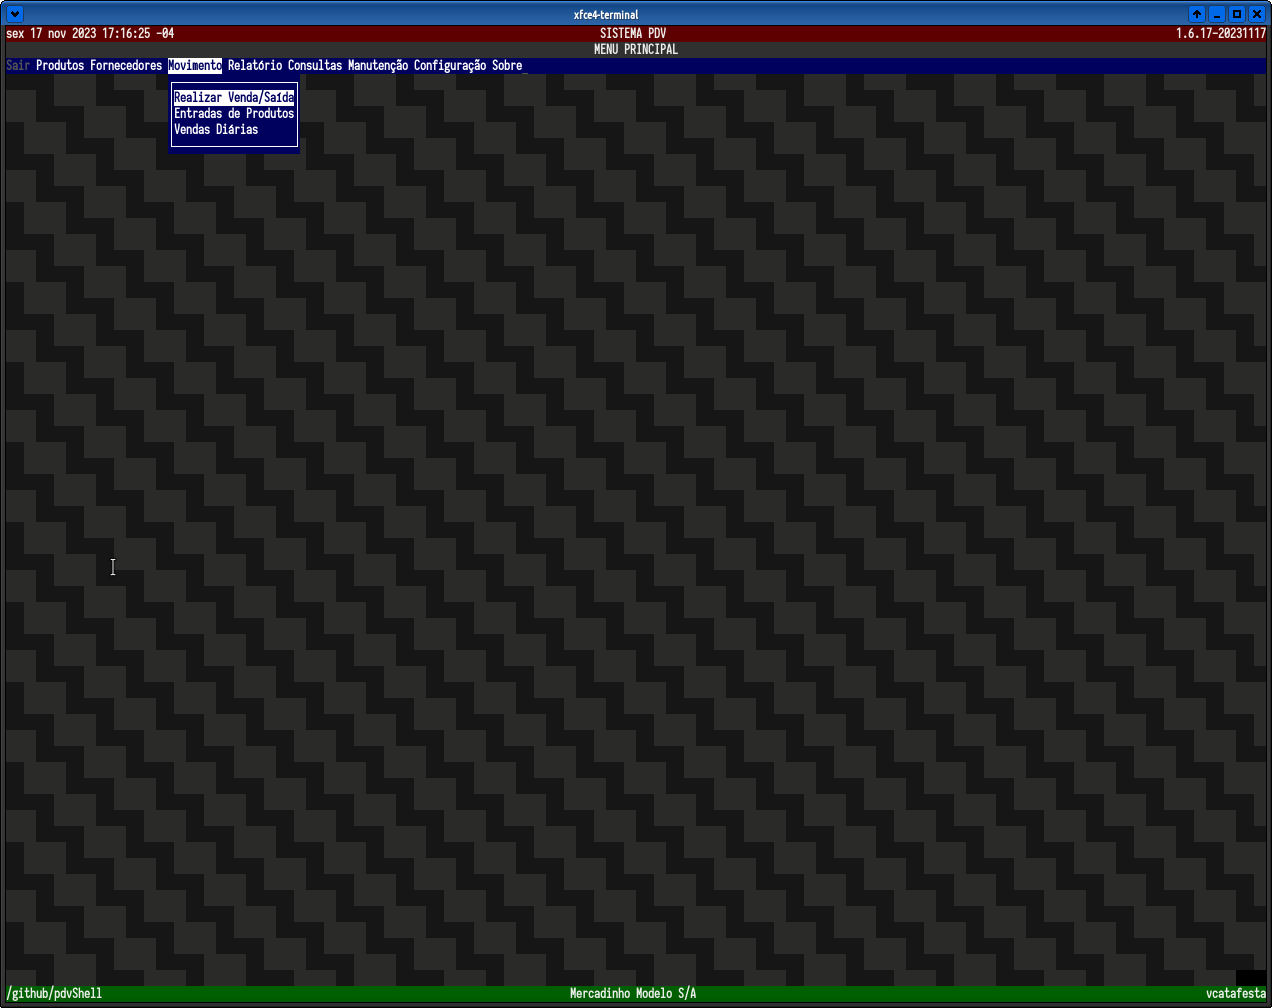 xfce4-terminal
sex 17 nov 2023 17:16:25 -04 SISTEMA PDV 1.6.17-20231117
MENU PRINCIPAL
Sair Produtos Fornecedores Movimento Relatório Consultas Manutenção Configuração Sobre_
Realizar Venda/Saída
Entradas de Produtos
Vendas Diárias
/github/pdvShell Mercadinho Modelo S/A vcatafesta